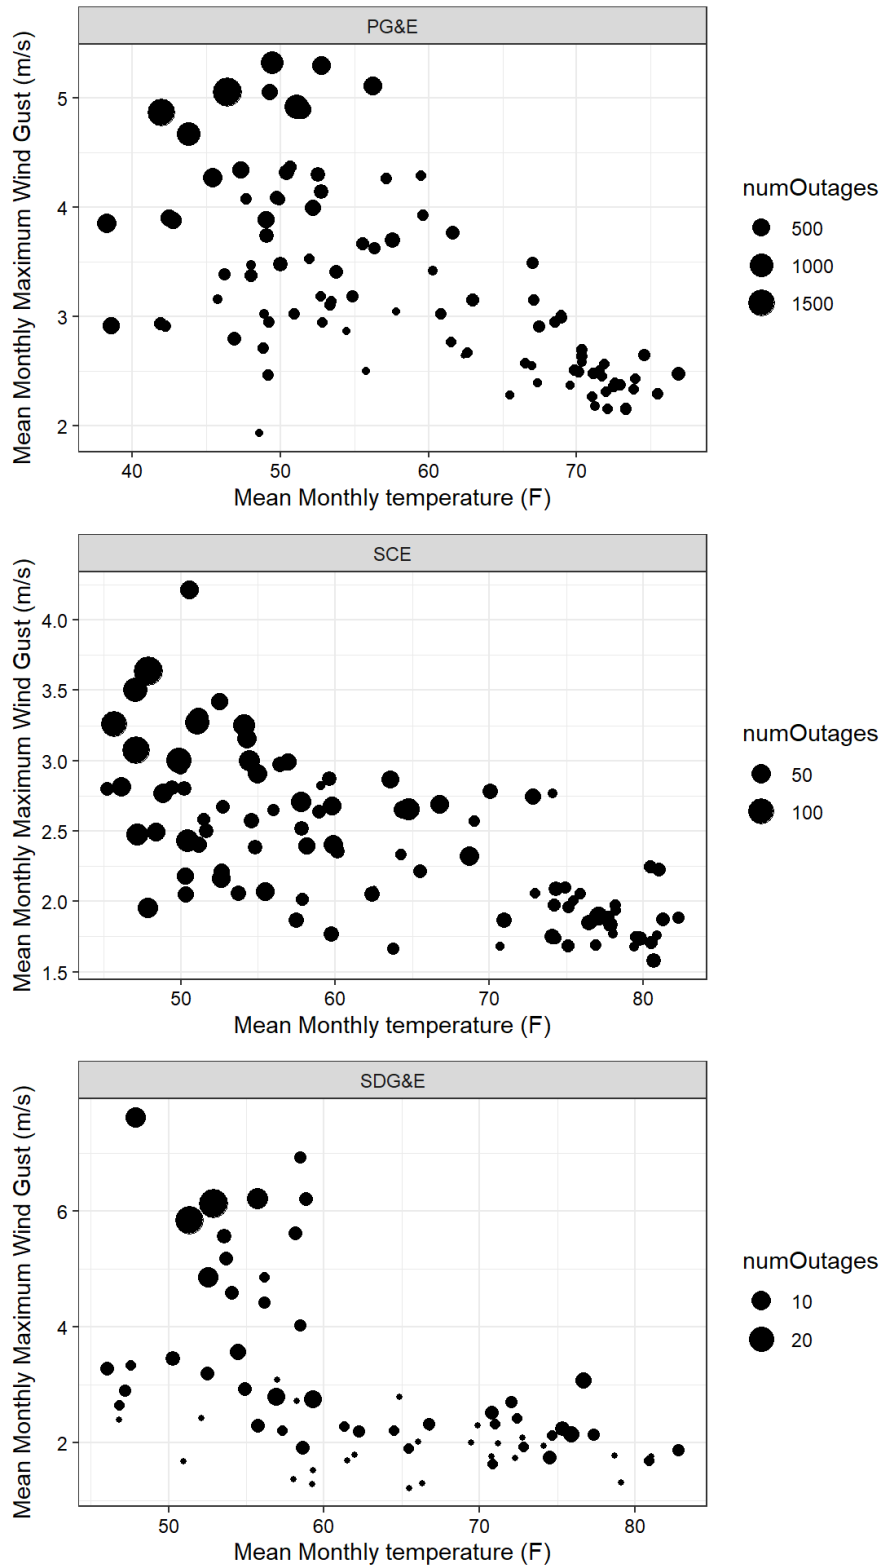 PG&E
Mean Monthly Maximum Wind Gust (m/s)
5
4
3
2
40 50 60 70
Mean Monthly temperature (F)
numOutages
500
1000
1500
SCE
Mean Monthly Maximum Wind Gust (m/s)
4.0
3.5
3.0
2.5
2.0
1.5
50 60 70 80
Mean Monthly temperature (F)
numOutages
50
100
SDG&E
Mean Monthly Maximum Wind Gust (m/s)
6
4
2
50 60 70 80
Mean Monthly temperature (F)
numOutages
10
20